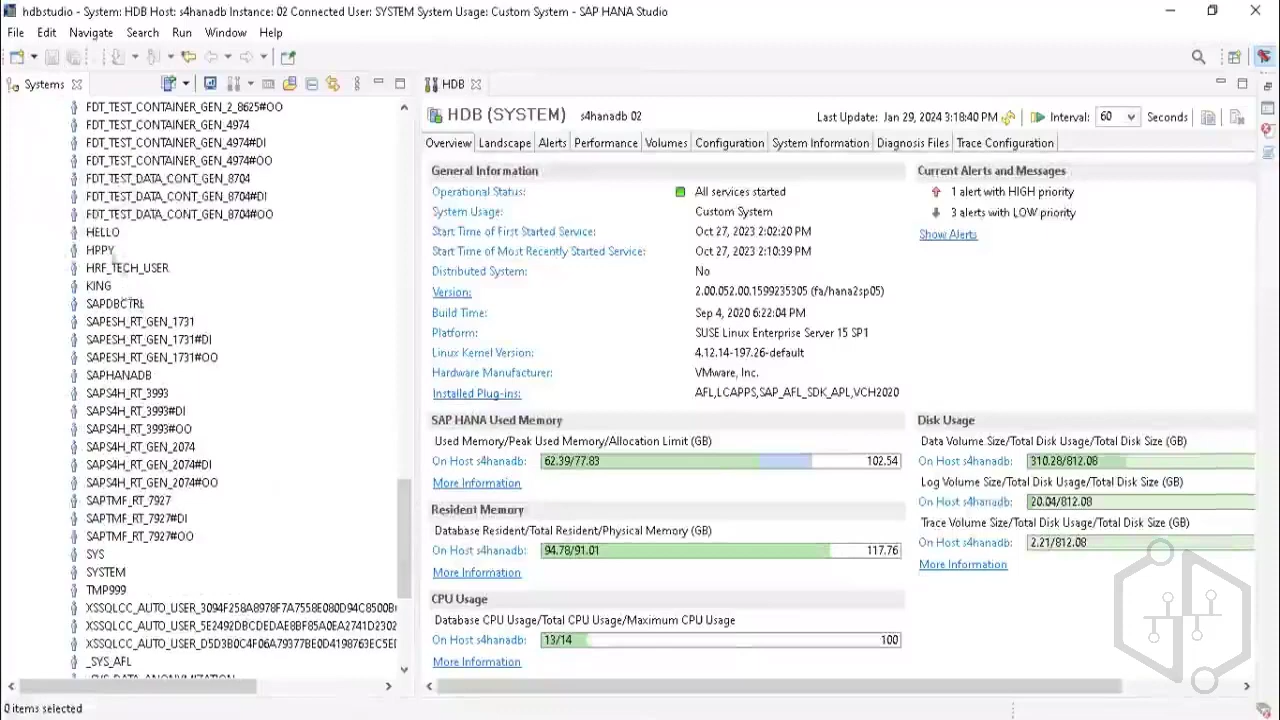 hdbstudio - System: HDB Host: s4hanadb Instance: 02 Connected User: SYSTEM System Usage: Custom System - SAP HANA Studio
File Edit Navigate Search Run Window Help
Systems
FDT_TEST_CONTAINER_GEN_2_8625#OO
FDT_TEST_CONTAINER_GEN_4974
FDT_TEST_CONTAINER_GEN_4974#DI
FDT_TEST_CONTAINER_GEN_4974#OO
FDT_TEST_DATA_CONT_GEN_8704
FDT_TEST_DATA_CONT_GEN_8704#DI
FDT_TEST_DATA_CONT_GEN_8704#OO
HELLO
HPPY
HRF_TECH_USER
KING
SAPDBCTRL
SAPESH_RT_GEN_1731
SAPESH_RT_GEN_1731#DI
SAPESH_RT_GEN_1731#OO
SAPHANADB
SAPS4H_RT_3993
SAPS4H_RT_3993#DI
SAPS4H_RT_3993#OO
SAPS4H_RT_GEN_2074
SAPS4H_RT_GEN_2074#DI
SAPS4H_RT_GEN_2074#OO
SAPTMF_RT_7927
SAPTMF_RT_7927#DI
SAPTMF_RT_7927#OO
SYS
SYSTEM
TMP999
XSSQLCC_AUTO_USER_3094F258A8978F7A7558E080D94C8500B
XSSQLCC_AUTO_USER_5E2492DBCDEDAE8BF85A0EA2741D2302
XSSQLCC_AUTO_USER_D5D3B0C4F06A79377BE0D4198763EC5E
_SYS_AFL
_SYS_DATA_ANONYMIZATION
0 items selected
HDB
HDB (SYSTEM) s4hanadb 02
Last Update: Jan 29, 2024 3:18:40 PM Interval: 60 Seconds
Overview Landscape Alerts Performance Volumes Configuration System Information Diagnosis Files Trace Configuration
General Information
Operational Status: All services started
System Usage: Custom System
Start Time of First Started Service: Oct 27, 2023 2:02:20 PM
Start Time of Most Recently Started Service: Oct 27, 2023 2:10:39 PM
Distributed System: No
Version: 2.00.052.00.1599235305 (fa/hana2sp05)
Build Time: Sep 4, 2020 6:22:04 PM
Platform: SUSE Linux Enterprise Server 15 SP1
Linux Kernel Version: 4.12.14-197.26-default
Hardware Manufacturer: VMware, Inc.
Installed Plug-ins: AFL,LCAPPS,SAP_AFL_SDK_APL,VCH2020
Current Alerts and Messages
1 alert with HIGH priority
3 alerts with LOW priority
Show Alerts
SAP HANA Used Memory
Used Memory/Peak Used Memory/Allocation Limit (GB)
On Host s4hanadb: 62.39/77.83 102.54
More Information
Resident Memory
Database Resident/Total Resident/Physical Memory (GB)
On Host s4hanadb: 94.78/91.01 117.76
More Information
CPU Usage
Database CPU Usage/Total CPU Usage/Maximum CPU Usage
On Host s4hanadb: 13/14 100
More Information
Disk Usage
Data Volume Size/Total Disk Usage/Total Disk Size (GB)
On Host s4hanadb: 310.28/812.08
Log Volume Size/Total Disk Usage/Total Disk Size (GB)
On Host s4hanadb: 20.04/812.08
Trace Volume Size/Total Disk Usage/Total Disk Size (GB)
On Host s4hanadb: 2.21/812.08
More Information